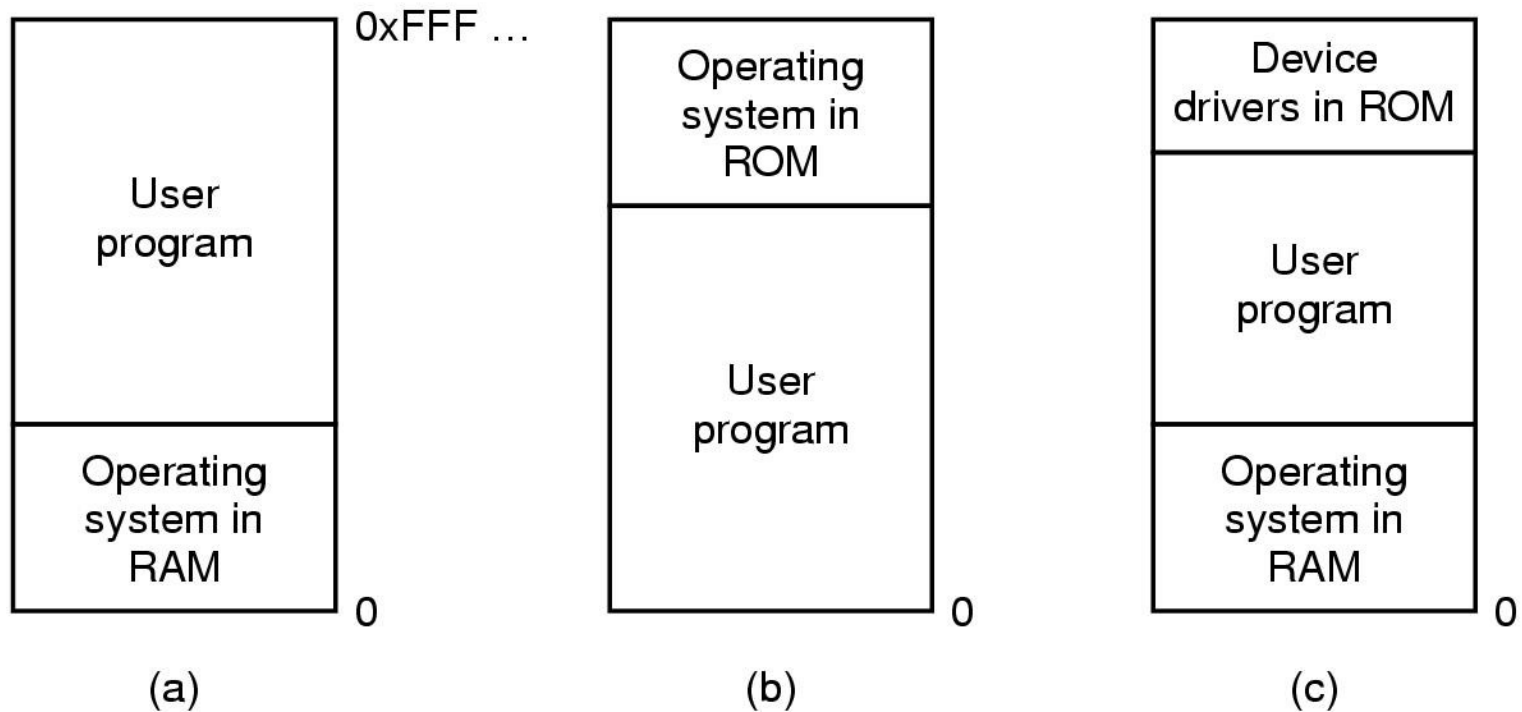 0xFFF …
User
program
Operating
system in
RAM
0
(a)
Operating
system in
ROM
User
program
0
(b)
Device
drivers in ROM
User
program
Operating
system in
RAM
0
(c)